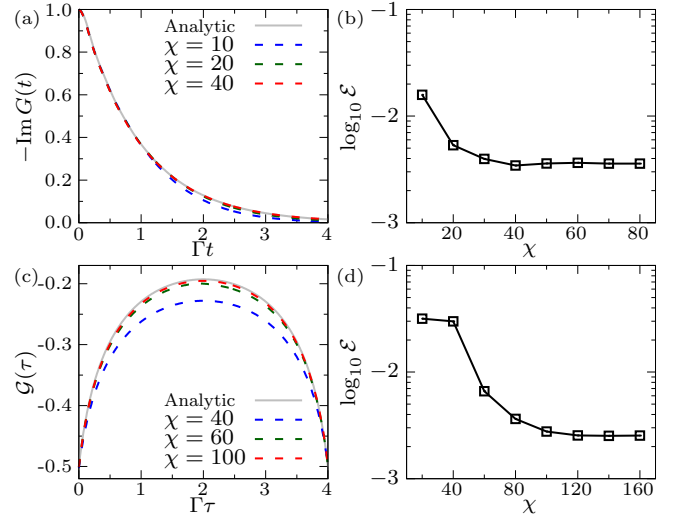 (a)
1.0
0.8
0.6
0.4
0.2
0.0
−Im G(t)
Analytic
χ = 10
χ = 20
χ = 40
0 1 2 3 4
Γt
(b)
−1
−2
−3
log₁₀ ℰ
20 40 60 80
χ
(c)
-0.2
-0.3
-0.4
-0.5
𝒢(τ)
Analytic
χ = 40
χ = 60
χ = 100
0 1 2 3 4
Γτ
(d)
−1
−2
−3
log₁₀ ℰ
40 80 120 160
χ